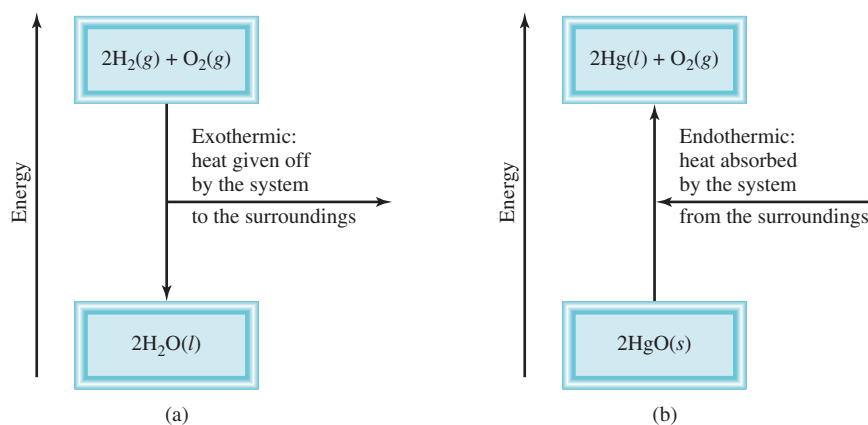 Energy
2H₂(g) + O₂(g)
Exothermic:
heat given off
by the system
to the surroundings
2H₂O(l)
(a)
Energy
2Hg(l) + O₂(g)
Endothermic:
heat absorbed
by the system
from the surroundings
2HgO(s)
(b)